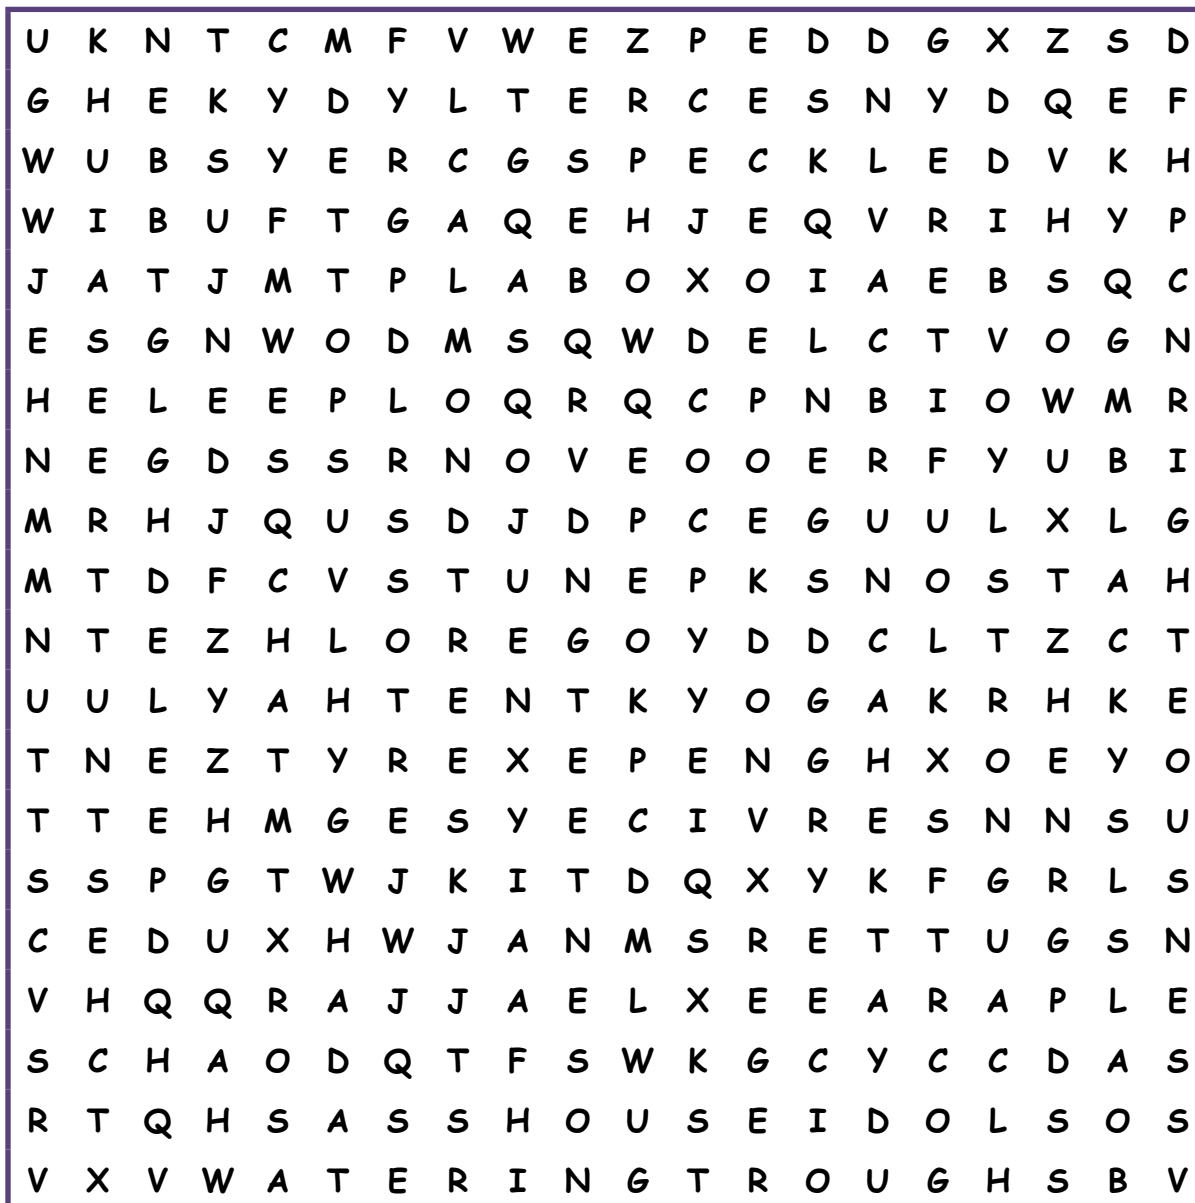 U K N T C M F V W E Z P E D D G X Z S D
G H E K Y D Y L T E R C E S N Y D Q E F
W U B S Y E R C G S P E C K L E D V K H
W I B U F T G A Q E H J E Q V R I H Y P
J A T J M T P L A B O X O I A E B S Q C
E S G N W O D M S Q W D E L C T V O G N
H E L E E P L O Q R Q C P N B I O W M R
N E G D S S R N O V E O O E R F Y U B I
M R H J Q U S D J D P C E G U U L X L G
M T D F C V S T U N E P K S N O S T A H
N T E Z H L O R E G O Y D D C L T Z C T
U U L Y A H T E N T K Y O G A K R H K E
T N E Z T Y R E X E P E N G H X O E Y O
T T E H M G E S Y E C I V R E S N N S U
S S P G T W J K I T D Q X Y K F G R L S
C E D U X H W J A N M S R E T T U G S N
V H Q Q R A J J A E L X E E A R A P L E
S C H A O D Q T F S W K G C Y C C D A S
R T Q H S A S S H O U S E I D O L S O S
V X V W A T E R I N G T R O U G H S B V